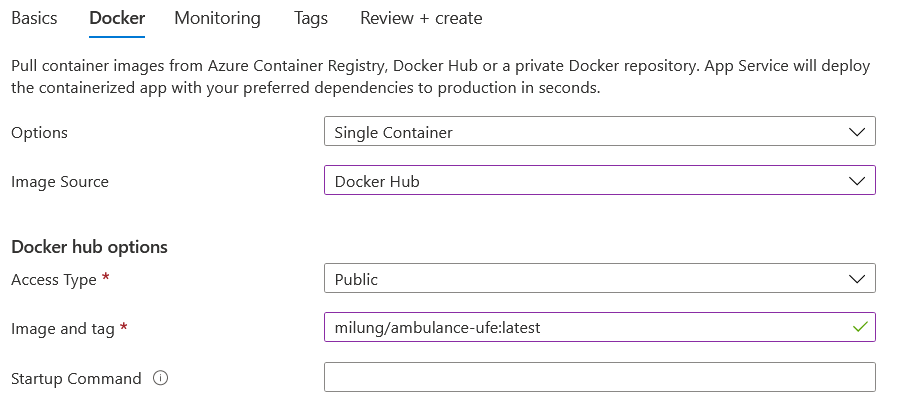 Basics Docker Monitoring Tags Review + create
Pull container images from Azure Container Registry, Docker Hub or a private Docker repository. App Service will deploy
the containerized app with your preferred dependencies to production in seconds.
Options Single Container
Image Source Docker Hub
Docker hub options
Access Type * Public
Image and tag * milung/ambulance-ufe:latest
Startup Command